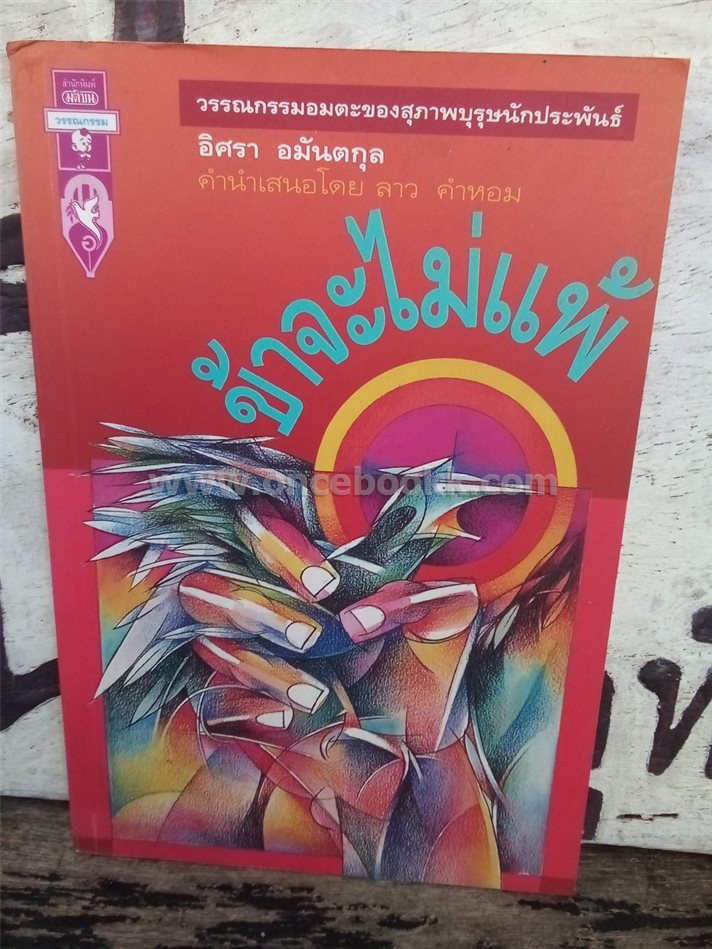 สำนักพิมพ์
มติชน
วรรณกรรม
วรรณกรรมอมตะของสุภาพบุรุษนักประพันธ์
อิศรา อมันตกุล
คำนำเสนอโดย ลาว คำหอม
ข้าจะไม่แพ้
www.oncebookk.com